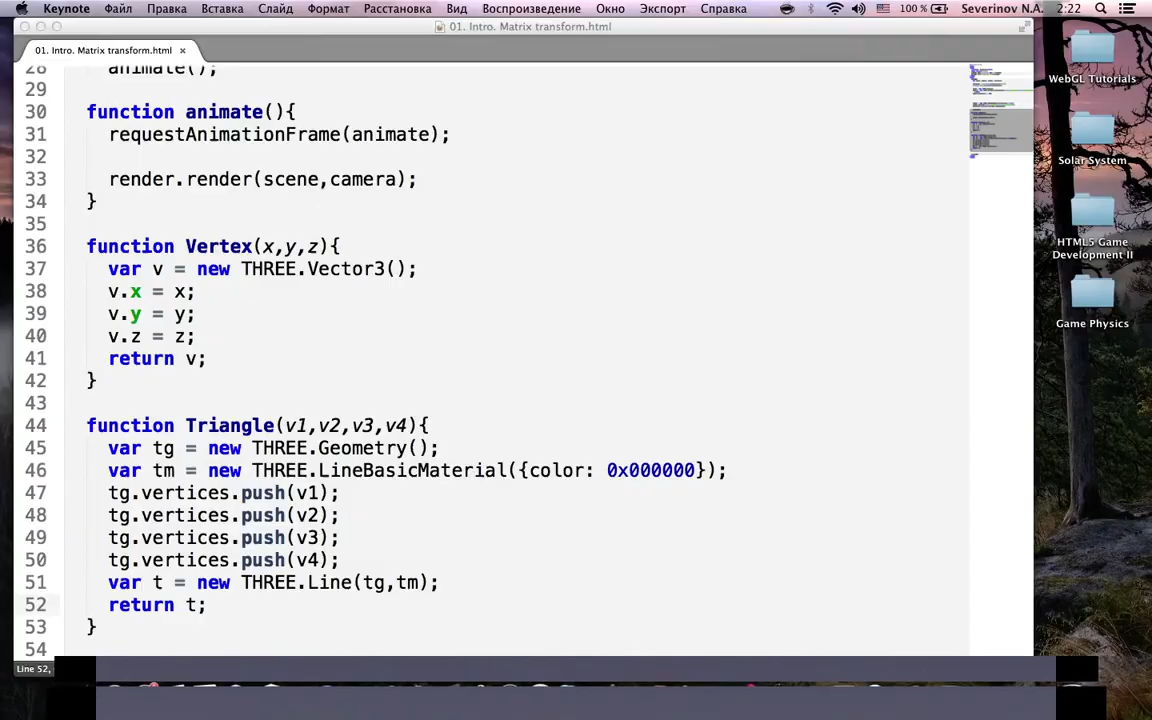 Keynote Файл Правка Вставка Слайд Формат Расстановка Вид Воспроизведение Окно Экспорт Справка 100 % Severinov N.A. 2:22
01. Intro. Matrix transform.html
01. Intro. Matrix transform.html ×
28 animate();
29
30 function animate(){
31 requestAnimationFrame(animate);
32
33 render.render(scene,camera);
34 }
35
36 function Vertex(x,y,z){
37 var v = new THREE.Vector3();
38 v.x = x;
39 v.y = y;
40 v.z = z;
41 return v;
42 }
43
44 function Triangle(v1,v2,v3,v4){
45 var tg = new THREE.Geometry();
46 var tm = new THREE.LineBasicMaterial({color: 0x000000});
47 tg.vertices.push(v1);
48 tg.vertices.push(v2);
49 tg.vertices.push(v3);
50 tg.vertices.push(v4);
51 var t = new THREE.Line(tg,tm);
52 return t;
53 }
54
Line 52,
WebGL Tutorials
Solar System
HTML5 Game
Development II
Game Physics